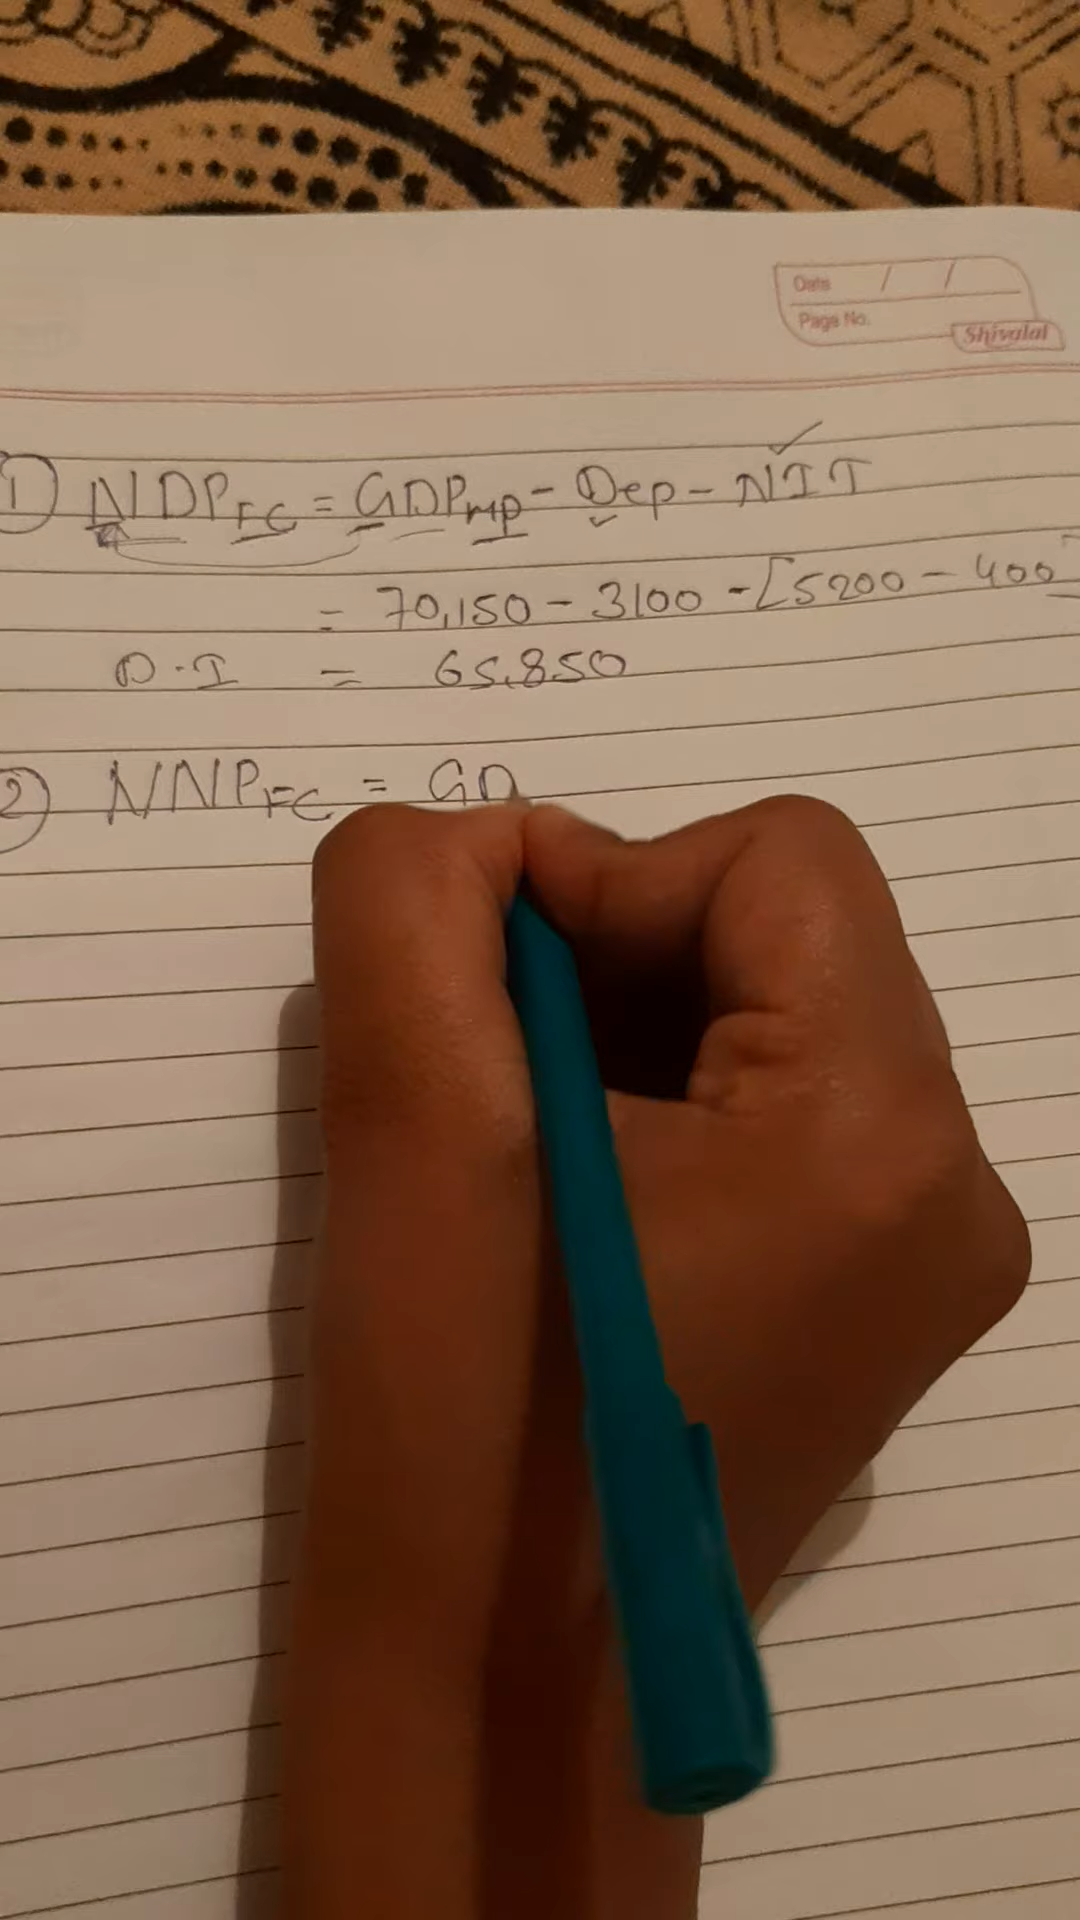 Date / /
Page No.
Shivalal
1 NDPFC = GDPMP - Dep - NIT
= 70,150 - 3100 - [5200 - 400]
D.I = 65,850
2 NNPFC = GD